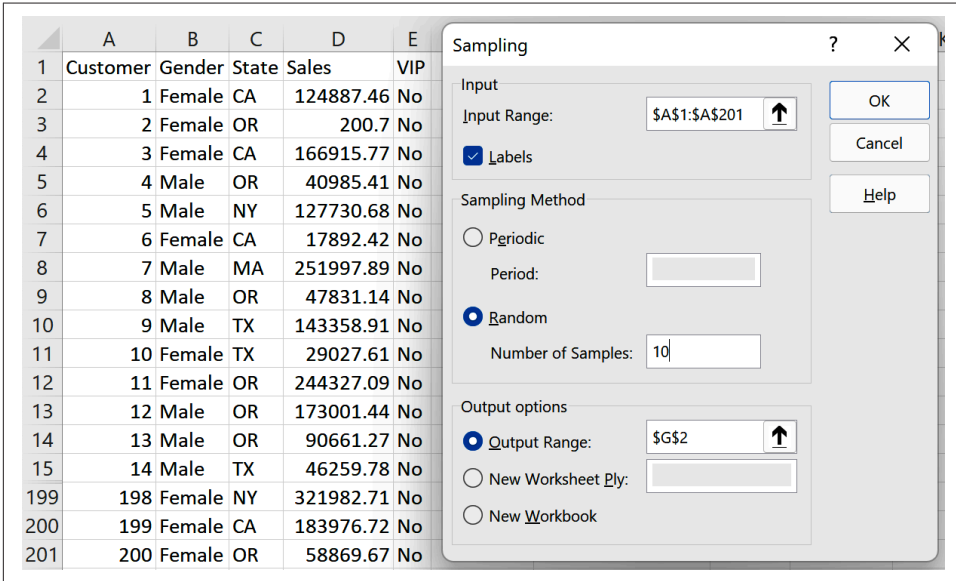 A B C D E
1 Customer Gender State Sales VIP
2 1 Female CA 124887.46 No
3 2 Female OR 200.7 No
4 3 Female CA 166915.77 No
5 4 Male OR 40985.41 No
6 5 Male NY 127730.68 No
7 6 Female CA 17892.42 No
8 7 Male MA 251997.89 No
9 8 Male OR 47831.14 No
10 9 Male TX 143358.91 No
11 10 Female TX 29027.61 No
12 11 Female OR 244327.09 No
13 12 Male OR 173001.44 No
14 13 Male OR 90661.27 No
15 14 Male TX 46259.78 No
199 198 Female NY 321982.71 No
200 199 Female CA 183976.72 No
201 200 Female OR 58869.67 No
Sampling ? X
Input
Input Range: $A$1:$A$201
Labels
Sampling Method
Periodic
Period:
Random
Number of Samples: 10
Output options
Output Range: $G$2
New Worksheet Ply:
New Workbook
OK
Cancel
Help